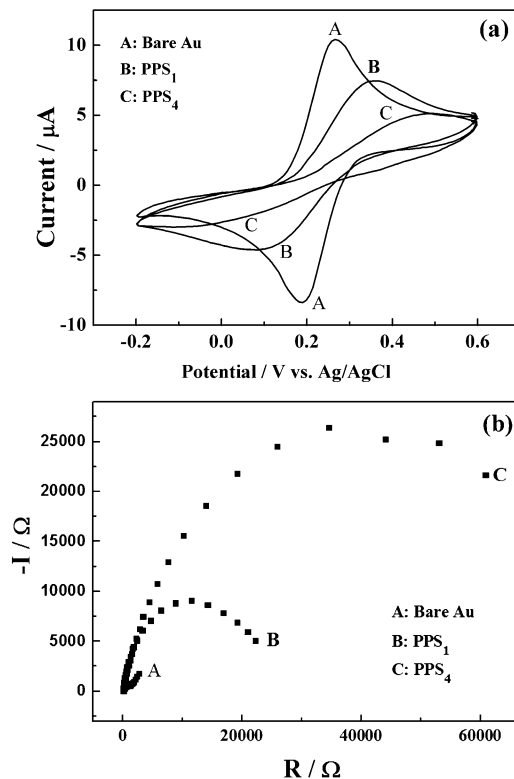 (a)
A: Bare Au
B: PPS₁
C: PPS₄
A
B
C
C
B
A
10
5
0
-5
-10
Current / μA
-0.2 0.0 0.2 0.4 0.6
Potential / V vs. Ag/AgCl
(b)
25000
20000
15000
10000
5000
0
-I / Ω
C
B
A
A: Bare Au
B: PPS₁
C: PPS₄
0 20000 40000 60000
R / Ω